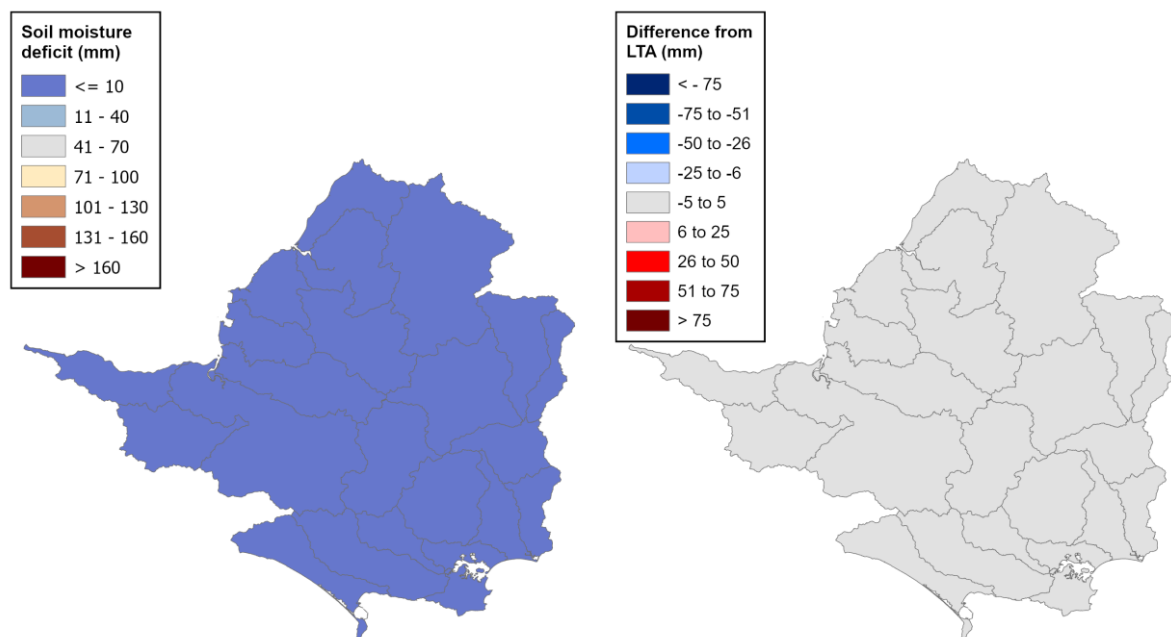 Soil moisture
deficit (mm)
<= 10
11 - 40
41 - 70
71 - 100
101 - 130
131 - 160
> 160
Difference from
LTA (mm)
< - 75
-75 to -51
-50 to -26
-25 to -6
-5 to 5
6 to 25
26 to 50
51 to 75
> 75